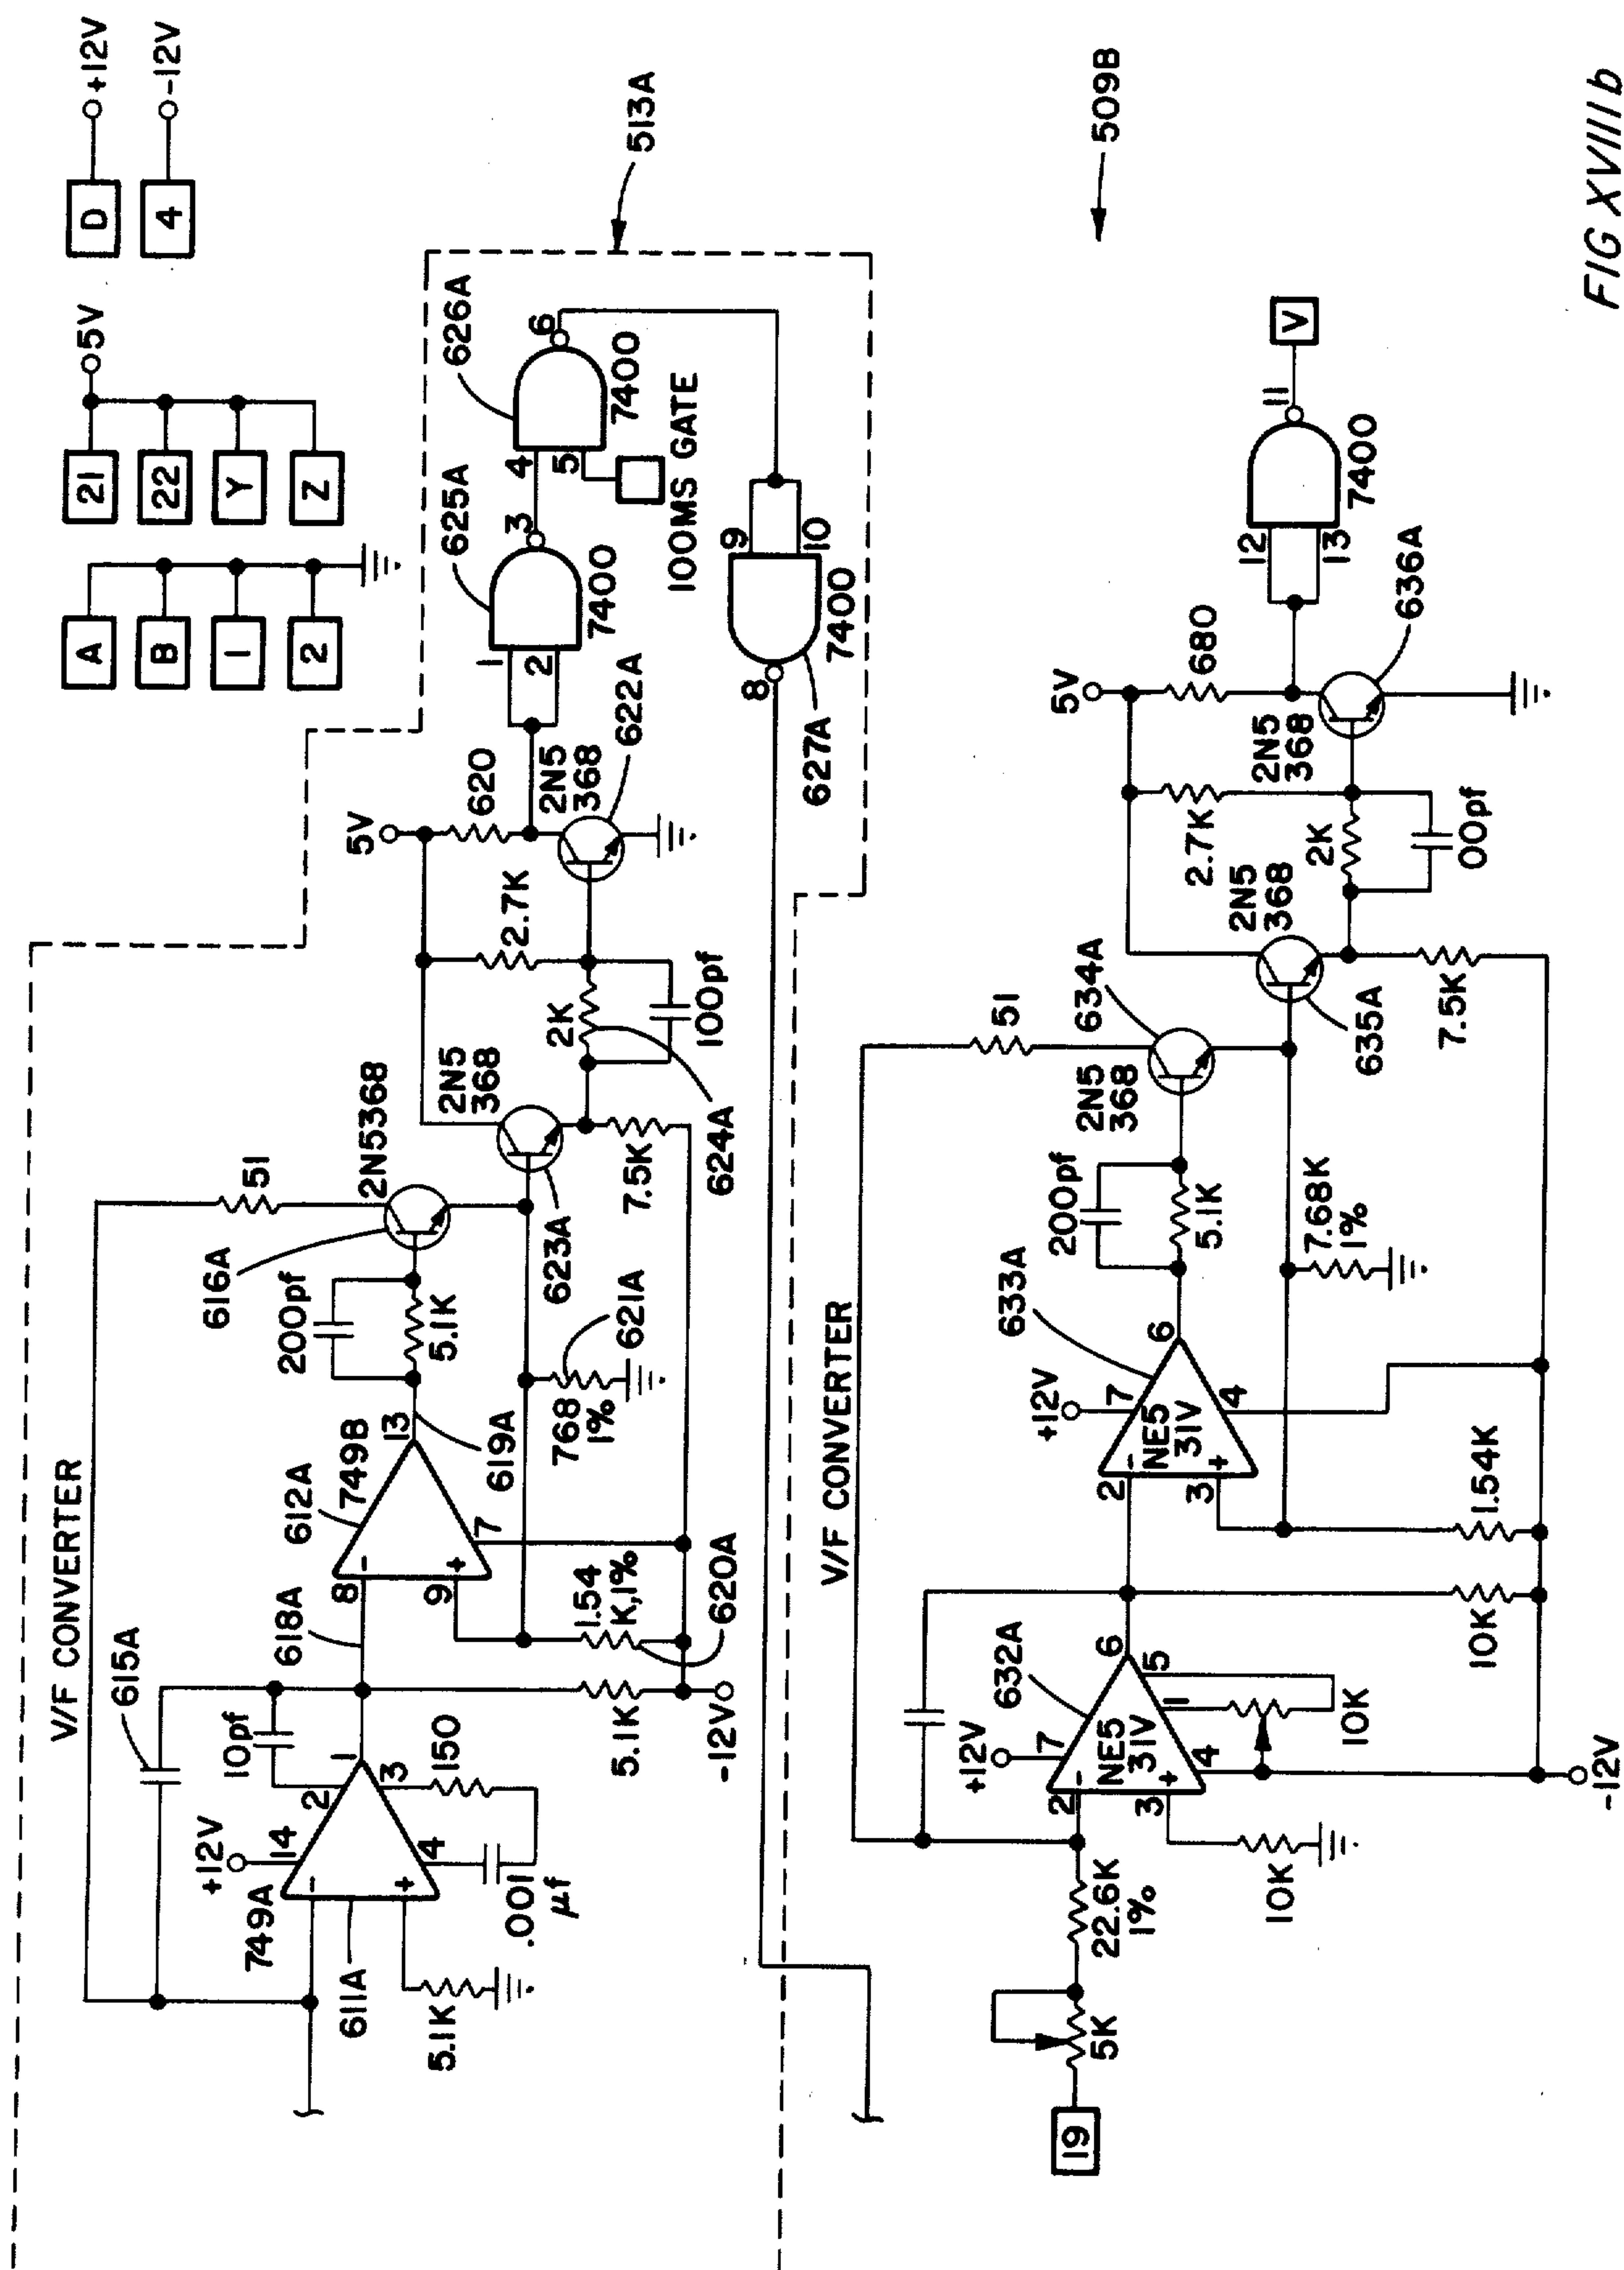 A
B
1
2
21
22
Y
Z
5V
D
+12V
4
-12V
V/F CONVERTER
615A
10pf
+12V
14
2
1
749A
-
+
3
150
4
611A
.001
µf
5.1K
5.1K
-12V
618A
612A
749B
8
-
9
+
13
7
619A
1.54
K,1%
620A
768
1%
621A
200pf
5.1K
616A
2N5368
51
623A
2N5
368
7.5K
624A
2K
100pf
2.7K
5V
620
2N5
368
622A
1
2
3
625A
7400
4
5
6
626A
7400
100MS GATE
9
10
8
7400
627A
513A
V/F CONVERTER
19
5K
22.6K
1%
+12V
7
632A
2
-
NE5
31V
3
+
6
5
1
4
10K
10K
10K
-12V
+12V
7
633A
2
-
NE5
31V
3
+
6
4
1.54K
200pf
5.1K
7.68K
1%
2N5
368
634A
51
2N5
368
635A
7.5K
2K
00pf
2.7K
5V
680
2N5
368
636A
12
13
11
7400
V
509B
FIG XVIII b